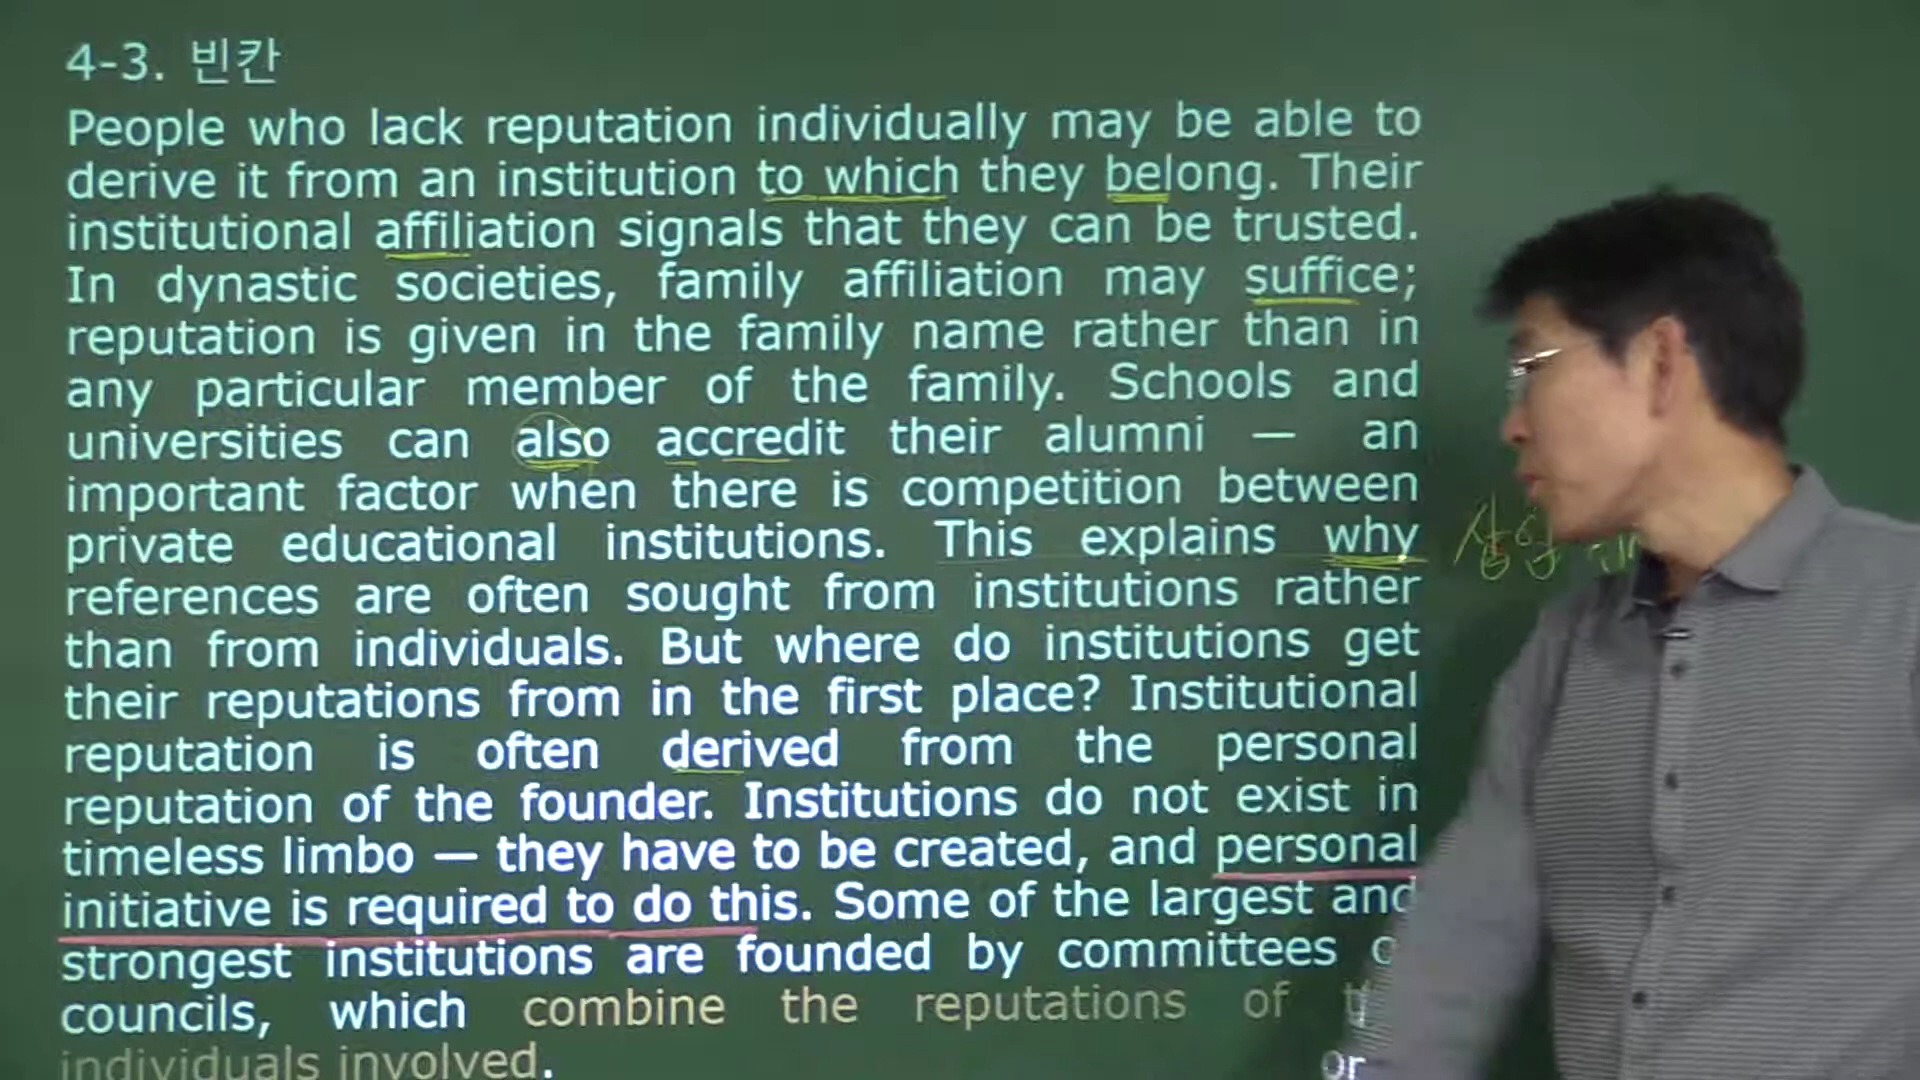 4-3. 빈칸
People who lack reputation individually may be able to
derive it from an institution to which they belong. Their
institutional affiliation signals that they can be trusted.
In dynastic societies, family affiliation may suffice;
reputation is given in the family name rather than in
any particular member of the family. Schools and
universities can also accredit their alumni — an
important factor when there is competition between
private educational institutions. This explains why
references are often sought from institutions rather
than from individuals. But where do institutions get
their reputations from in the first place? Institutional
reputation is often derived from the personal
reputation of the founder. Institutions do not exist in
timeless limbo — they have to be created, and personal
initiative is required to do this. Some of the largest and
strongest institutions are founded by committees
councils, which combine the reputations of
individuals involved. or